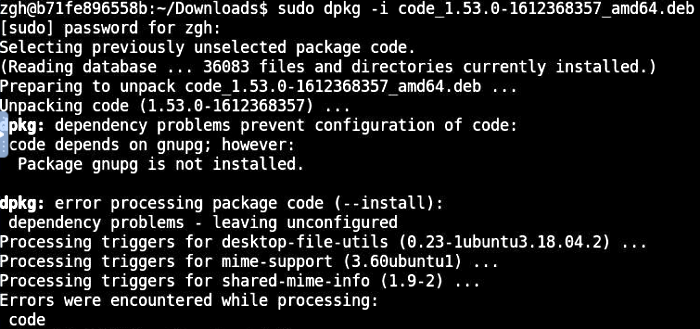 zgh@b71fe896558b:~/Downloads$ sudo dpkg -i code_1.53.0-1612368357_amd64.deb
[sudo] password for zgh:
Selecting previously unselected package code.
(Reading database ... 36083 files and directories currently installed.)
Preparing to unpack code_1.53.0-1612368357_amd64.deb ...
Unpacking code (1.53.0-1612368357) ...
dpkg: dependency problems prevent configuration of code:
code depends on gnupg; however:
Package gnupg is not installed.
dpkg: error processing package code (--install):
dependency problems - leaving unconfigured
Processing triggers for desktop-file-utils (0.23-1ubuntu3.18.04.2) ...
Processing triggers for mime-support (3.60ubuntu1) ...
Processing triggers for shared-mime-info (1.9-2) ...
Errors were encountered while processing:
code